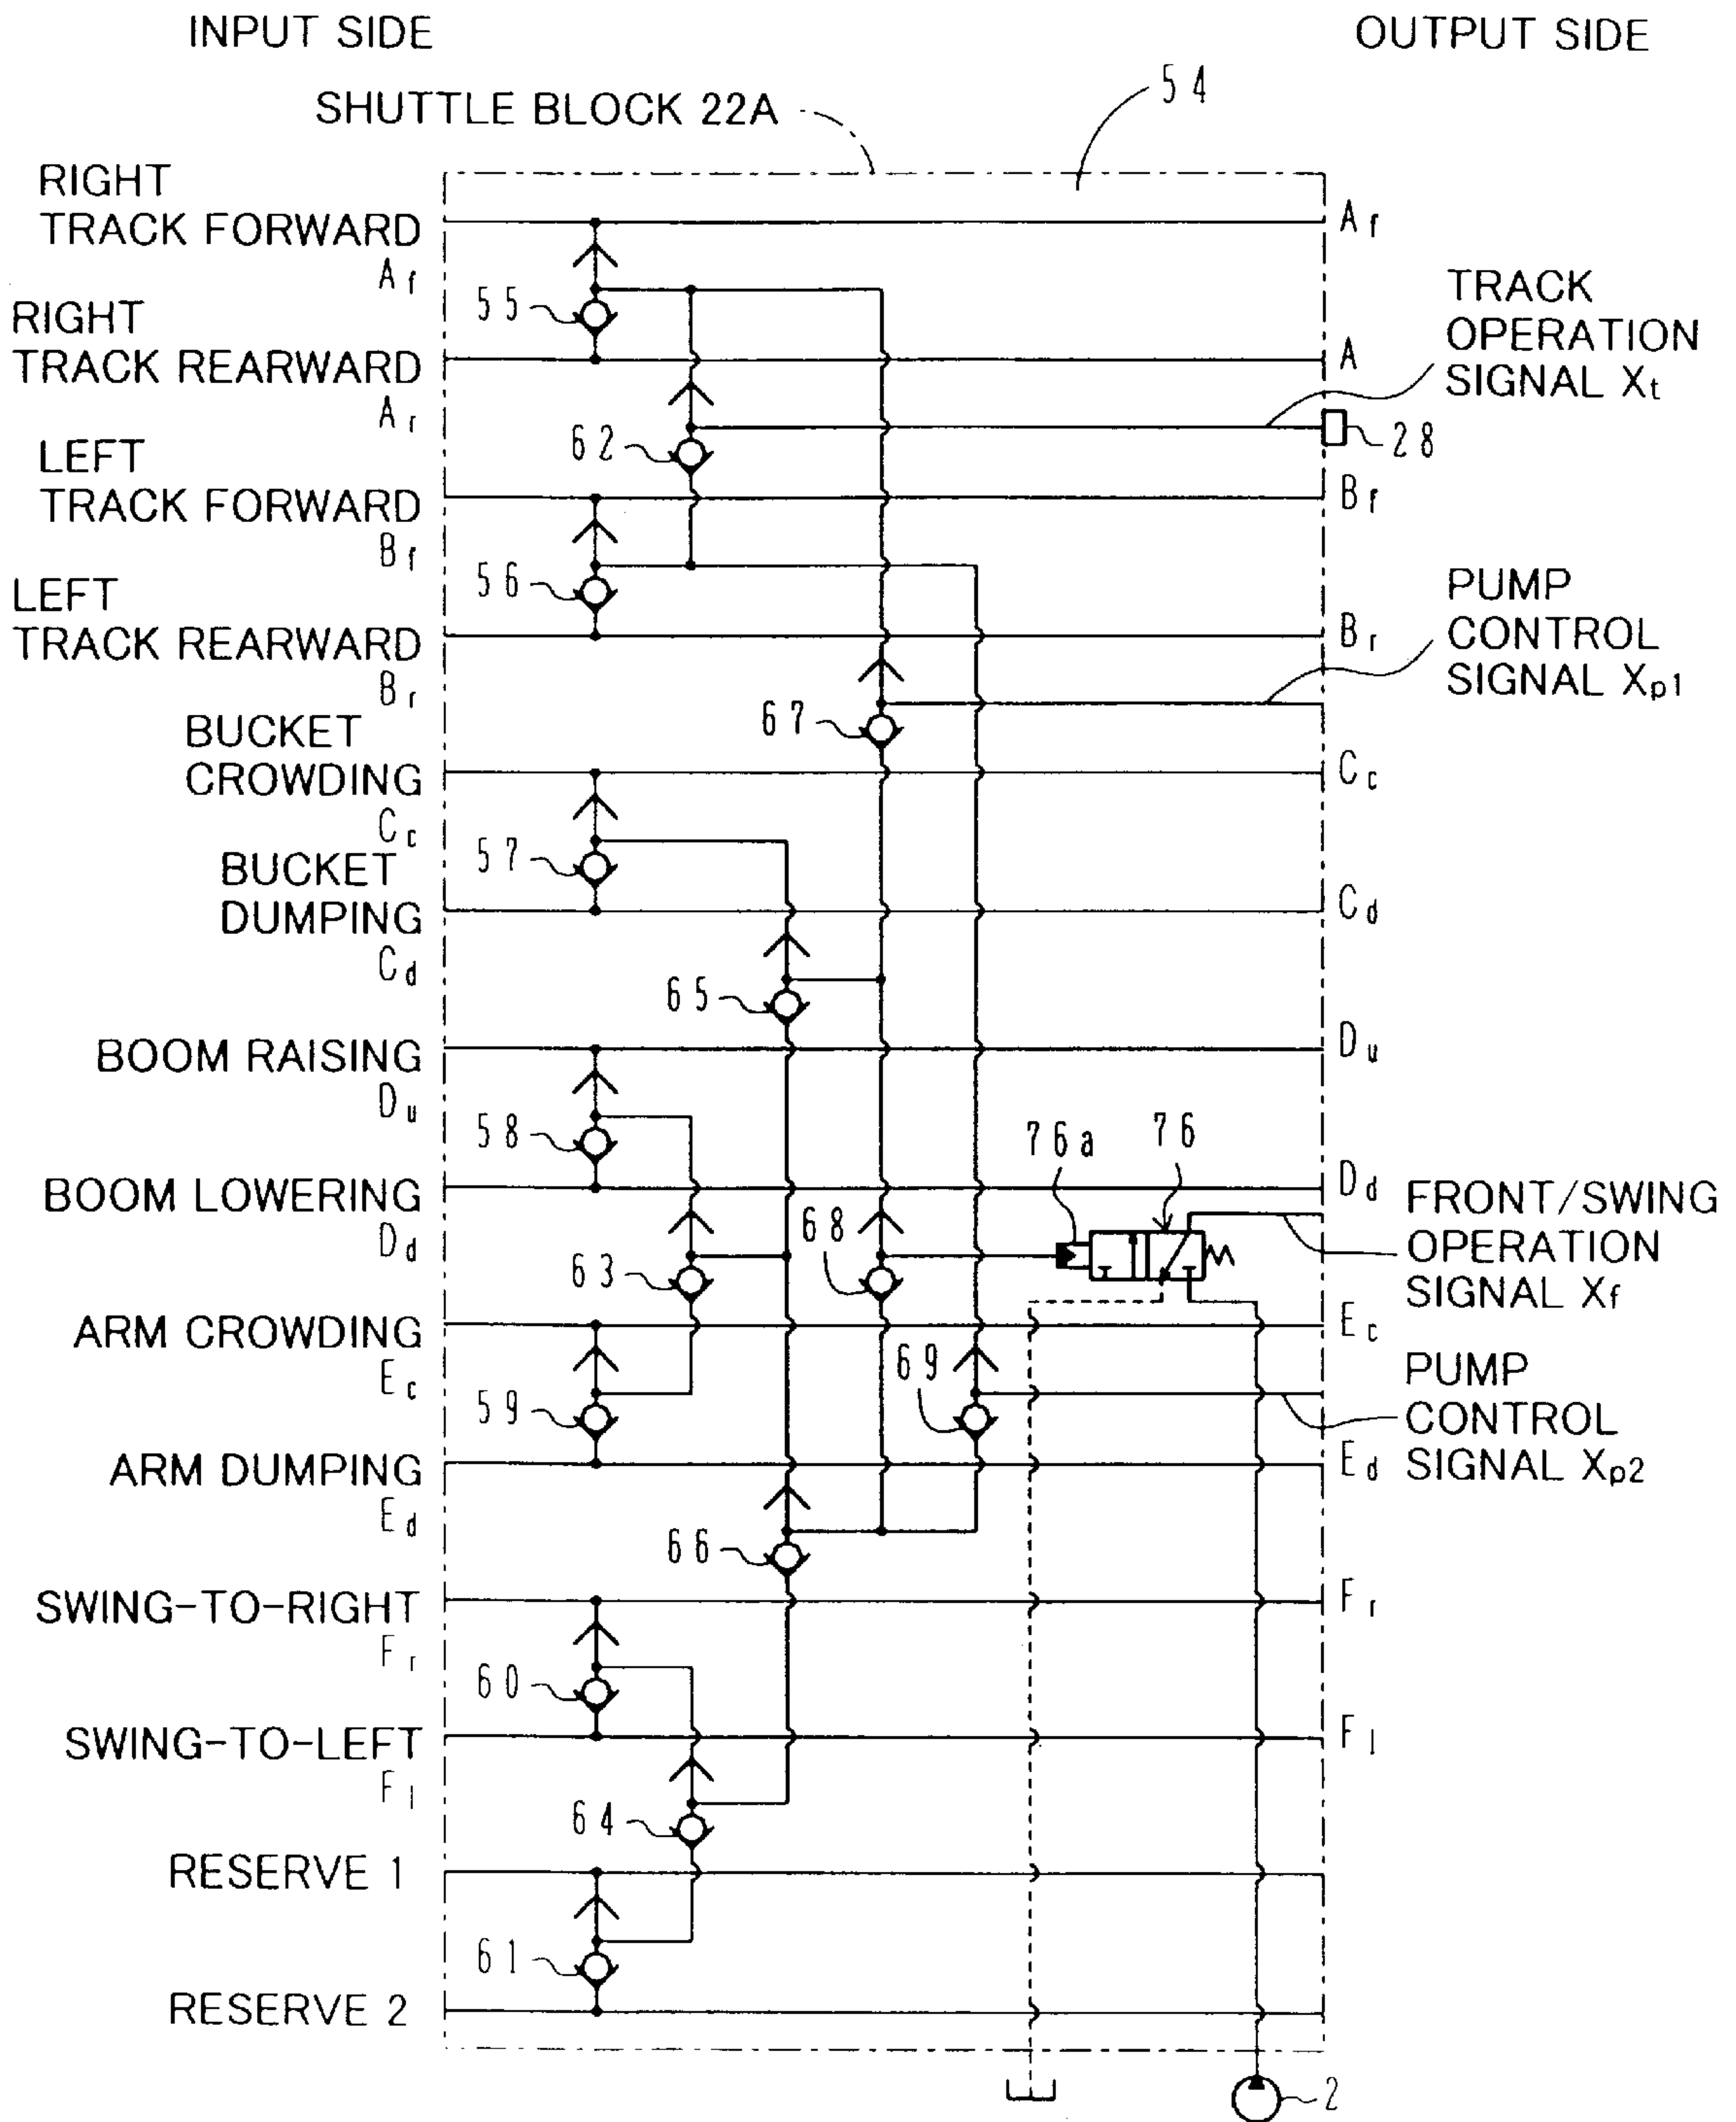 INPUT SIDE
OUTPUT SIDE
SHUTTLE BLOCK 22A
54
RIGHT
TRACK FORWARD
Af
Af
RIGHT
TRACK REARWARD
Ar
A
55
TRACK
OPERATION
SIGNAL Xt
28
62
LEFT
TRACK FORWARD
Bf
Bf
56
LEFT
TRACK REARWARD
Br
Br
PUMP
CONTROL
SIGNAL Xp1
67
BUCKET
CROWDING
Cc
Cc
57
BUCKET
DUMPING
Cd
Cd
65
BOOM RAISING
Du
Du
58
76a
76
BOOM LOWERING
Dd
Dd
FRONT/SWING
OPERATION
SIGNAL Xf
63
68
ARM CROWDING
Ec
Ec
59
69
PUMP
CONTROL
SIGNAL Xp2
ARM DUMPING
Ed
Ed
66
SWING-TO-RIGHT
Fr
Fr
60
SWING-TO-LEFT
Fl
Fl
64
RESERVE 1
61
RESERVE 2
2